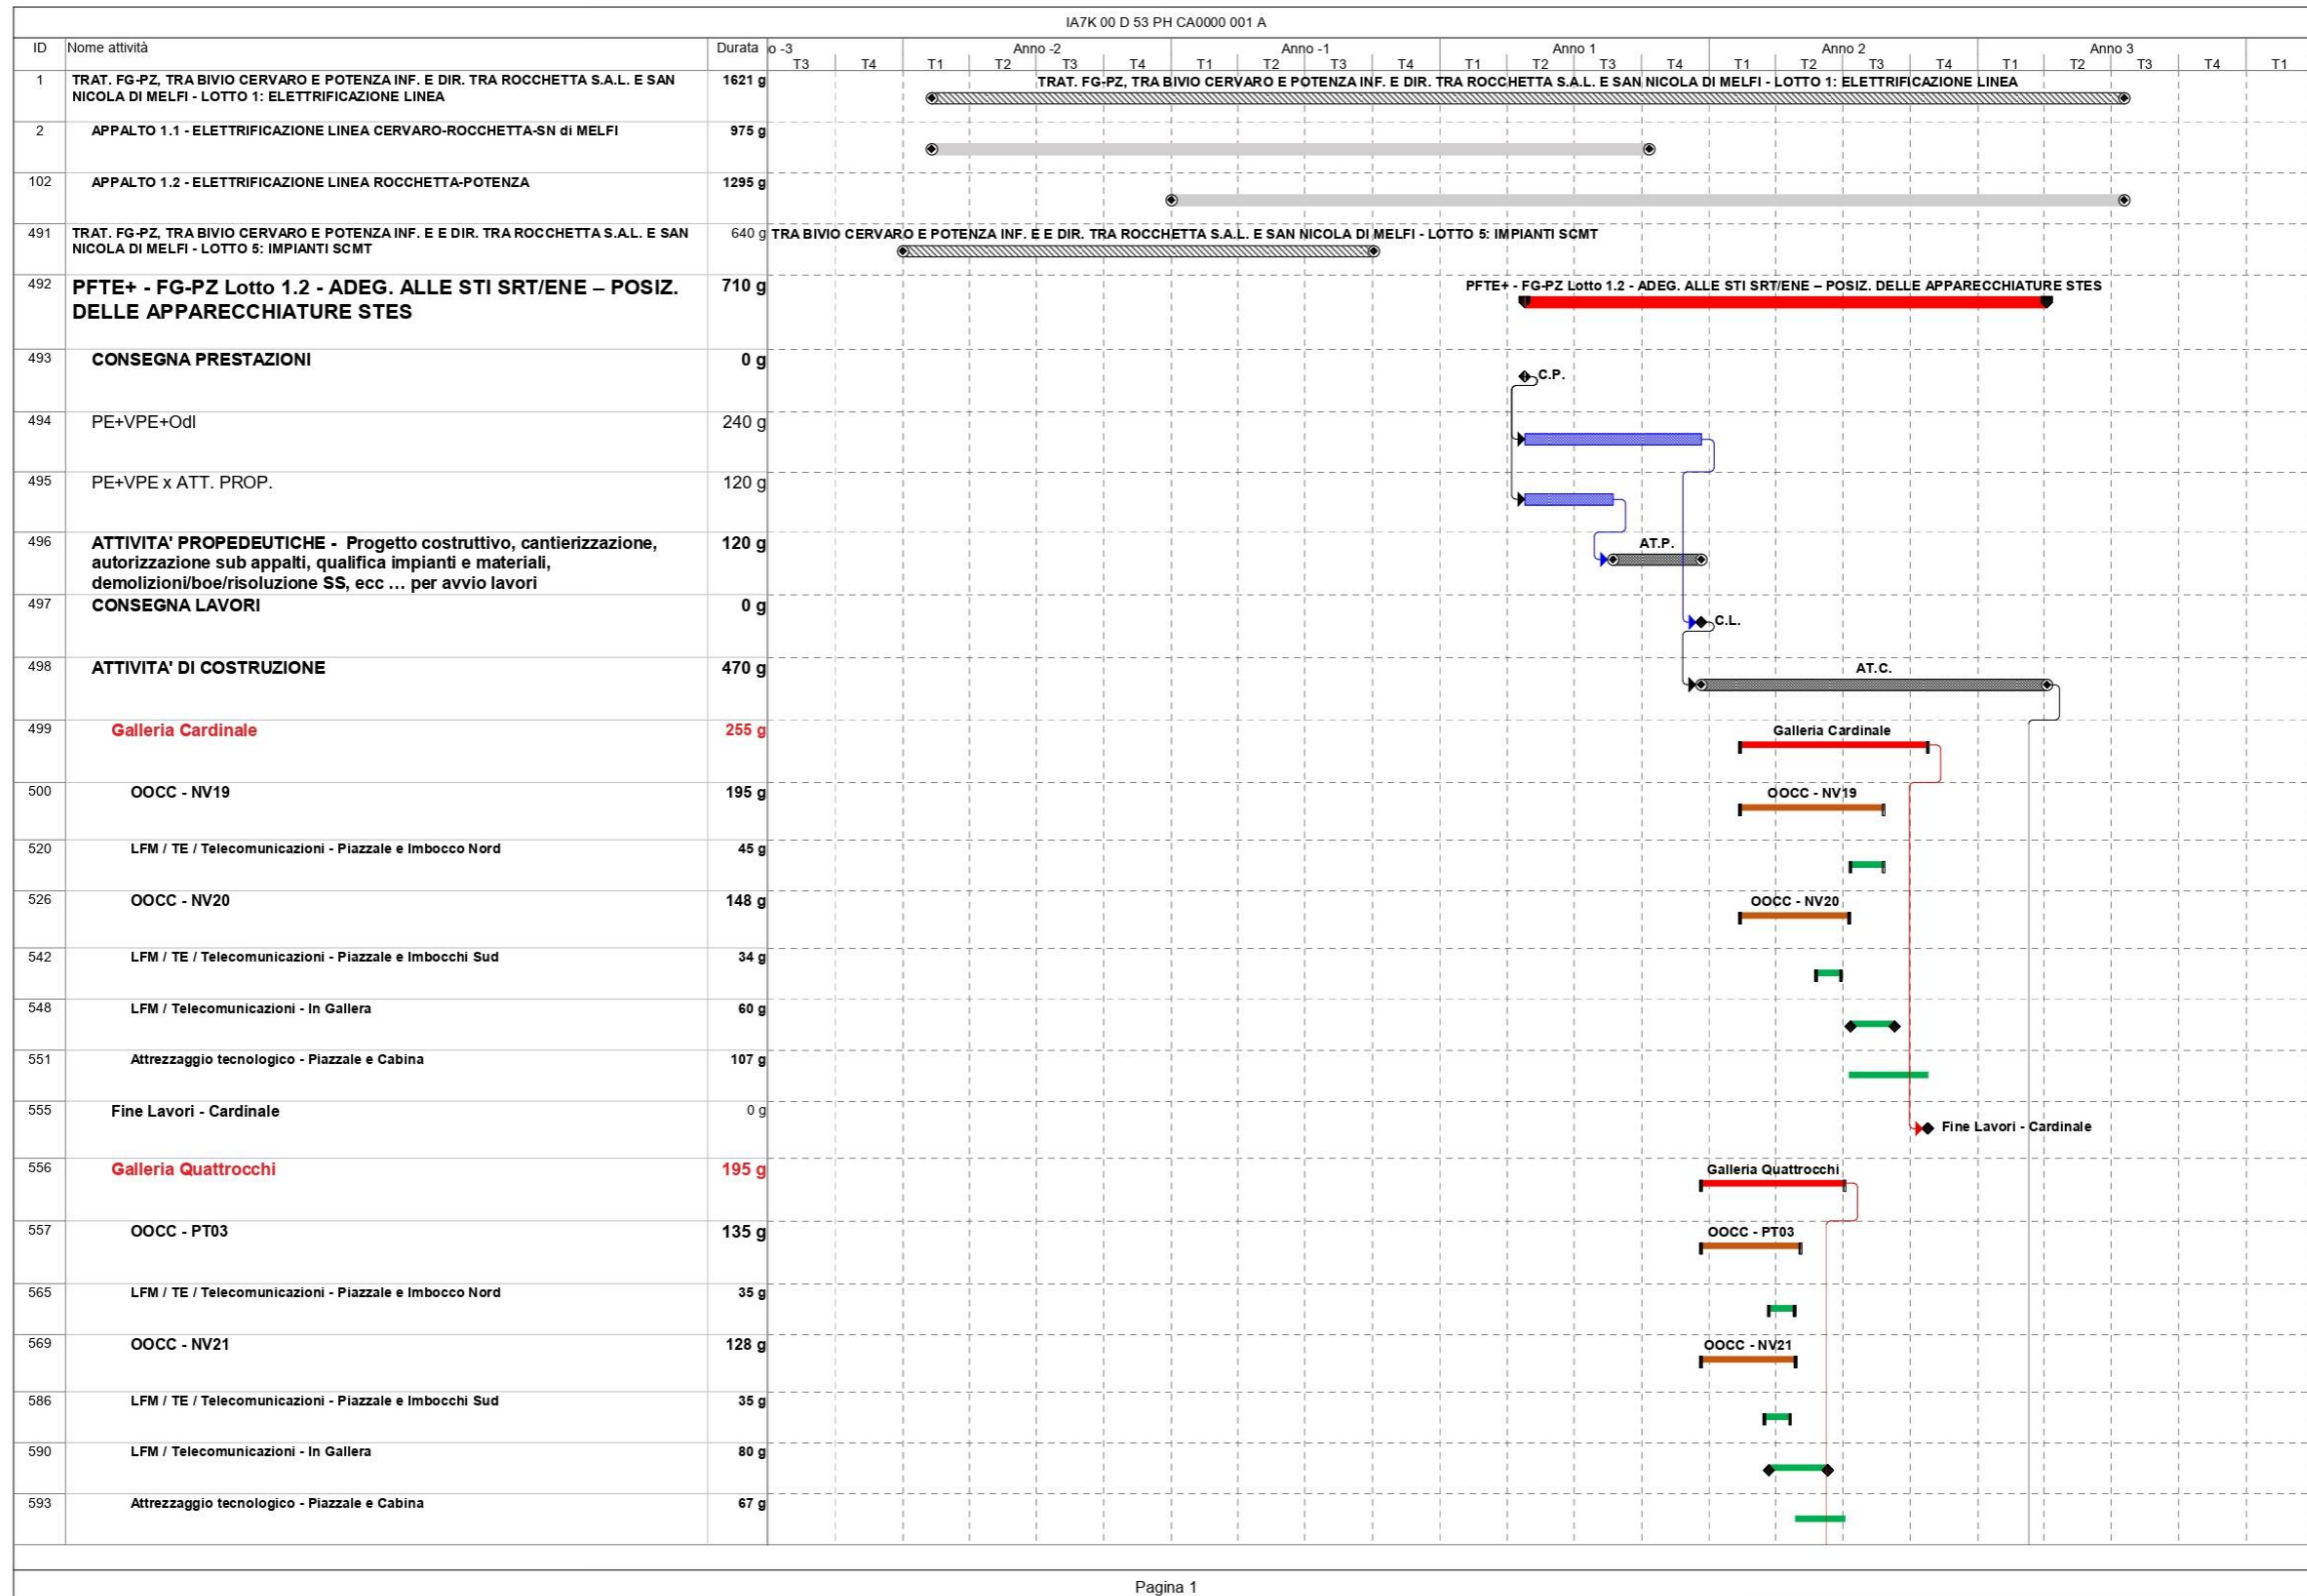 IA7K 00 D 53 PH CA0000 001 A
ID Nome attività Durata o -3 Anno -2 Anno -1 Anno 1 Anno 2 Anno 3
T3 T4 T1 T2 T3 T4 T1 T2 T3 T4 T1 T2 T3 T4 T1 T2 T3 T4 T1 T2 T3 T4 T1
1 TRAT. FG-PZ, TRA BIVIO CERVARO E POTENZA INF. E DIR. TRA ROCCHETTA S.A.L. E SAN 1621 g TRAT. FG-PZ, TRA BIVIO CERVARO E POTENZA INF. E DIR. TRA ROCCHETTA S.A.L. E SAN NICOLA DI MELFI - LOTTO 1: ELETTRIFICAZIONE LINEA
NICOLA DI MELFI - LOTTO 1: ELETTRIFICAZIONE LINEA
2 APPALTO 1.1 - ELETTRIFICAZIONE LINEA CERVARO-ROCCHETTA-SN di MELFI 975 g
102 APPALTO 1.2 - ELETTRIFICAZIONE LINEA ROCCHETTA-POTENZA 1295 g
491 TRAT. FG-PZ, TRA BIVIO CERVARO E POTENZA INF. E E DIR. TRA ROCCHETTA S.A.L. E SAN 640 g TRA BIVIO CERVARO E POTENZA INF. E E DIR. TRA ROCCHETTA S.A.L. E SAN NICOLA DI MELFI - LOTTO 5: IMPIANTI SCMT
NICOLA DI MELFI - LOTTO 5: IMPIANTI SCMT
492 PFTE+ - FG-PZ Lotto 1.2 - ADEG. ALLE STI SRT/ENE – POSIZ. 710 g PFTE+ - FG-PZ Lotto 1.2 - ADEG. ALLE STI SRT/ENE – POSIZ. DELLE APPARECCHIATURE STES
DELLE APPARECCHIATURE STES
493 CONSEGNA PRESTAZIONI 0 g C.P.
494 PE+VPE+OdI 240 g
495 PE+VPE x ATT. PROP. 120 g
496 ATTIVITA' PROPEDEUTICHE - Progetto costruttivo, cantierizzazione, 120 g AT.P.
autorizzazione sub appalti, qualifica impianti e materiali,
demolizioni/boe/risoluzione SS, ecc … per avvio lavori
497 CONSEGNA LAVORI 0 g C.L.
498 ATTIVITA' DI COSTRUZIONE 470 g AT.C.
499 Galleria Cardinale 255 g Galleria Cardinale
500 OOCC - NV19 195 g OOCC - NV19
520 LFM / TE / Telecomunicazioni - Piazzale e Imbocco Nord 45 g
526 OOCC - NV20 148 g OOCC - NV20
542 LFM / TE / Telecomunicazioni - Piazzale e Imbocchi Sud 34 g
548 LFM / Telecomunicazioni - In Gallera 60 g
551 Attrezzaggio tecnologico - Piazzale e Cabina 107 g
555 Fine Lavori - Cardinale 0 g Fine Lavori - Cardinale
556 Galleria Quattrocchi 195 g Galleria Quattrocchi
557 OOCC - PT03 135 g OOCC - PT03
565 LFM / TE / Telecomunicazioni - Piazzale e Imbocco Nord 35 g
569 OOCC - NV21 128 g OOCC - NV21
586 LFM / TE / Telecomunicazioni - Piazzale e Imbocchi Sud 35 g
590 LFM / Telecomunicazioni - In Gallera 80 g
593 Attrezzaggio tecnologico - Piazzale e Cabina 67 g
Pagina 1